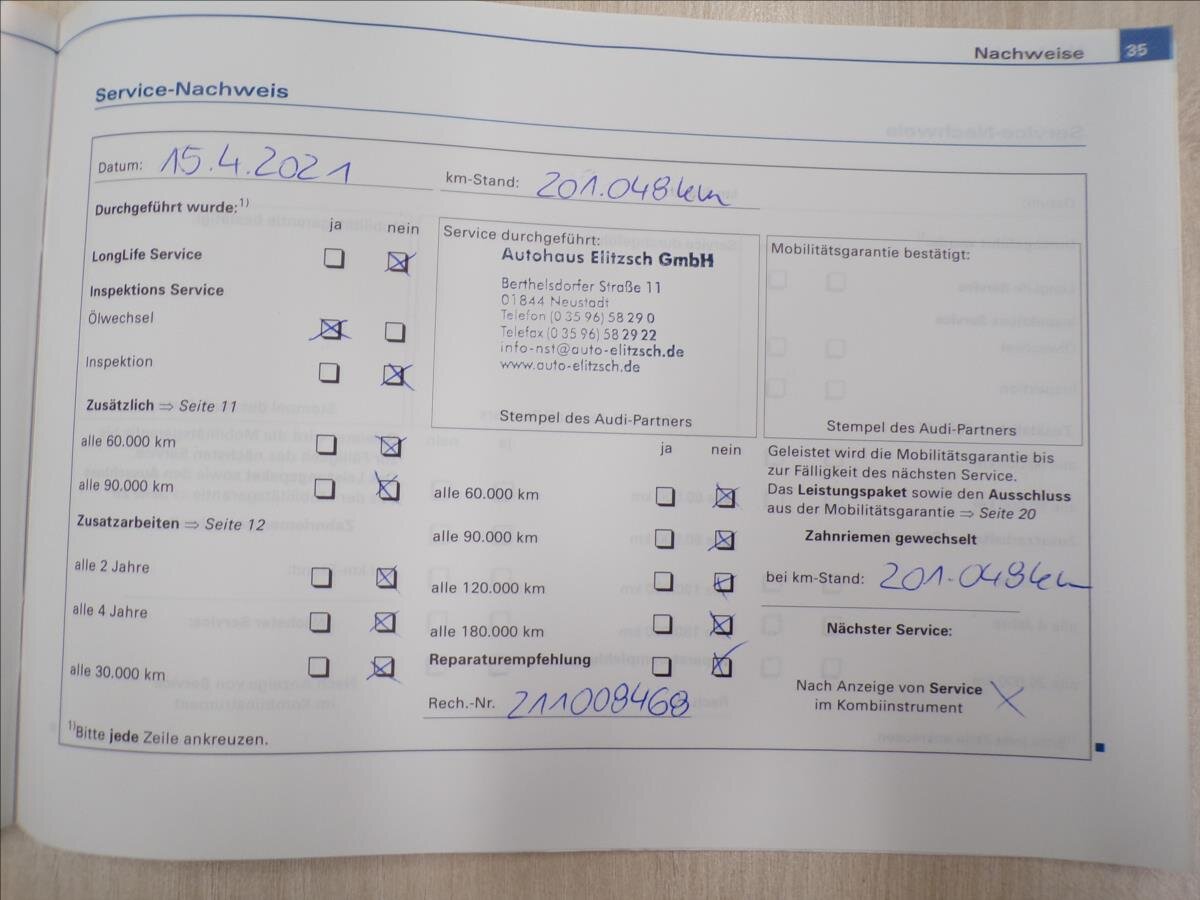 Nachweise 35
Service-Nachweis
Datum: 15.4.2021
km-Stand: 201.048km
Durchgeführt wurde:1)
ja nein
LongLife Service
Inspektions Service
Ölwechsel
Inspektion
Zusätzlich ⇒ Seite 11
alle 60.000 km
alle 90.000 km
Zusatzarbeiten ⇒ Seite 12
alle 2 Jahre
alle 4 Jahre
alle 30.000 km
1)Bitte jede Zeile ankreuzen.
Service durchgeführt:
Autohaus Elitzsch GmbH
Berthelsdorfer Straße 11
01844 Neustadt
Telefon (0 35 96) 58 29 0
Telefax (0 35 96) 58 29 22
info-nst@auto-elitzsch.de
www.auto-elitzsch.de
Stempel des Audi-Partners
ja nein
alle 60.000 km
alle 90.000 km
alle 120.000 km
alle 180.000 km
Reparaturempfehlung
Rech.-Nr. 211008468
Mobilitätsgarantie bestätigt:
Stempel des Audi-Partners
Geleistet wird die Mobilitätsgarantie bis
zur Fälligkeit des nächsten Service.
Das Leistungspaket sowie den Ausschluss
aus der Mobilitätsgarantie ⇒ Seite 20
Zahnriemen gewechselt
bei km-Stand: 201.048km
Nächster Service:
Nach Anzeige von Service
im Kombiinstrument